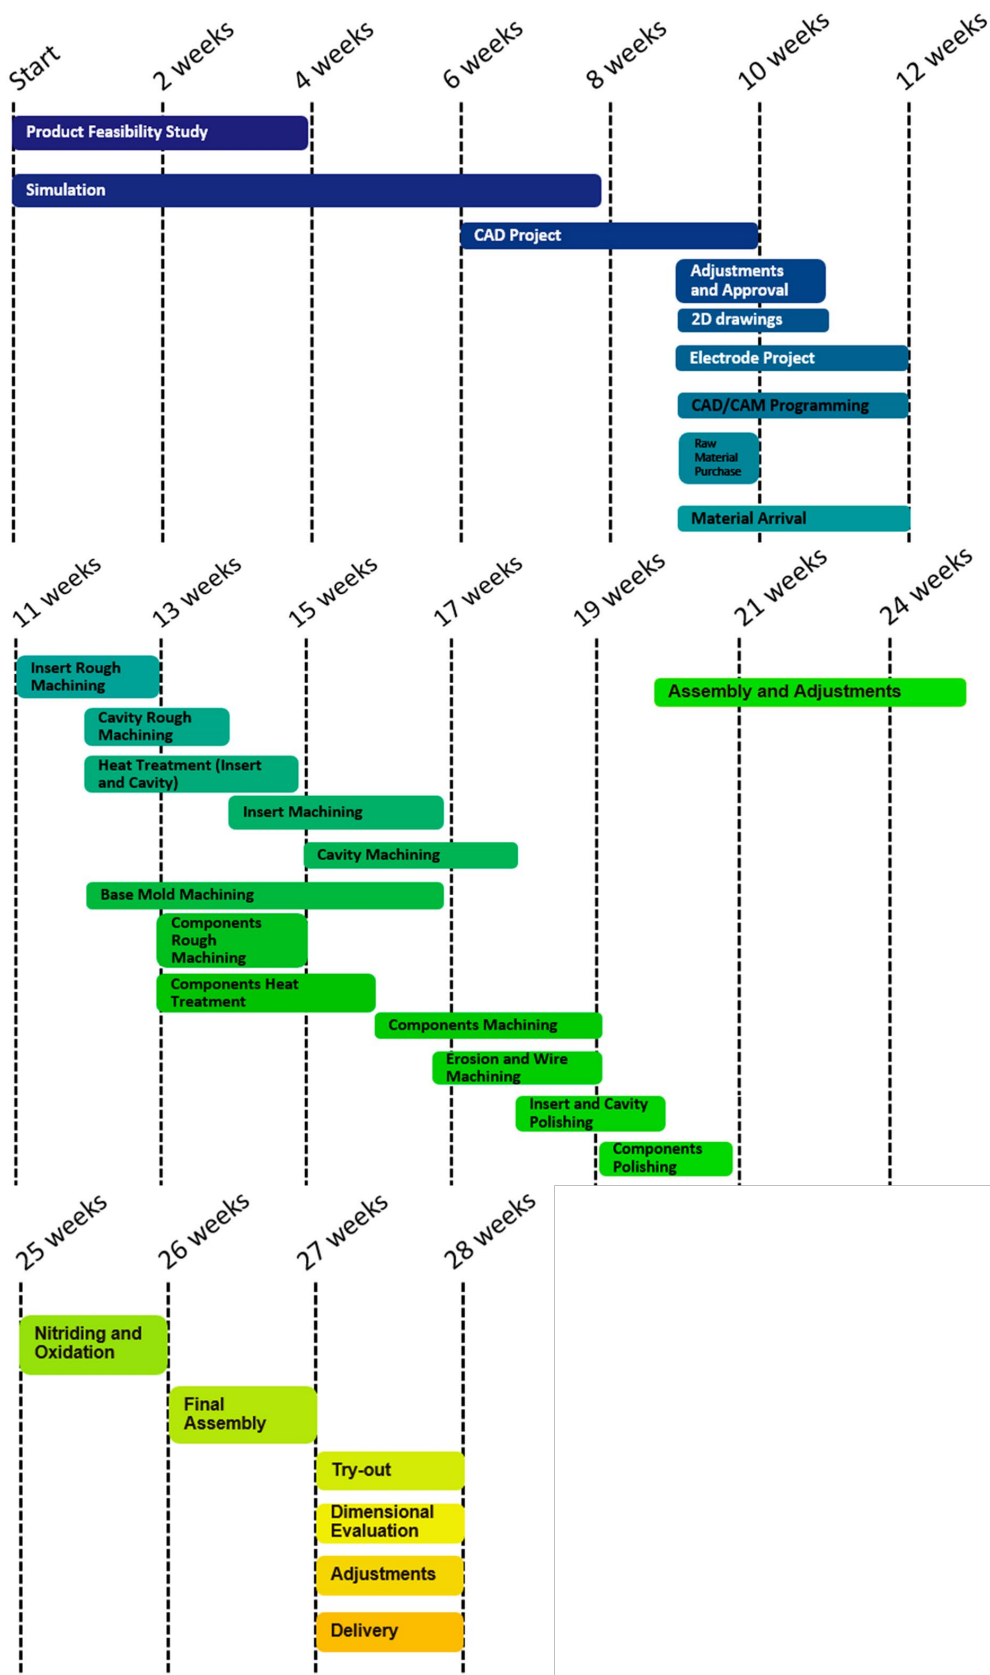 Start
2 weeks
4 weeks
6 weeks
8 weeks
10 weeks
12 weeks
Product Feasibility Study
Simulation
CAD Project
Adjustments
and Approval
2D drawings
Electrode Project
CAD/CAM Programming
Raw
Material
Purchase
Material Arrival
11 weeks
13 weeks
15 weeks
17 weeks
19 weeks
21 weeks
24 weeks
Insert Rough
Machining
Assembly and Adjustments
Cavity Rough
Machining
Heat Treatment (Insert
and Cavity)
Insert Machining
Cavity Machining
Base Mold Machining
Components
Rough
Machining
Components Heat
Treatment
Components Machining
Erosion and Wire
Machining
Insert and Cavity
Polishing
Components
Polishing
25 weeks
26 weeks
27 weeks
28 weeks
Nitriding and
Oxidation
Final
Assembly
Try-out
Dimensional
Evaluation
Adjustments
Delivery